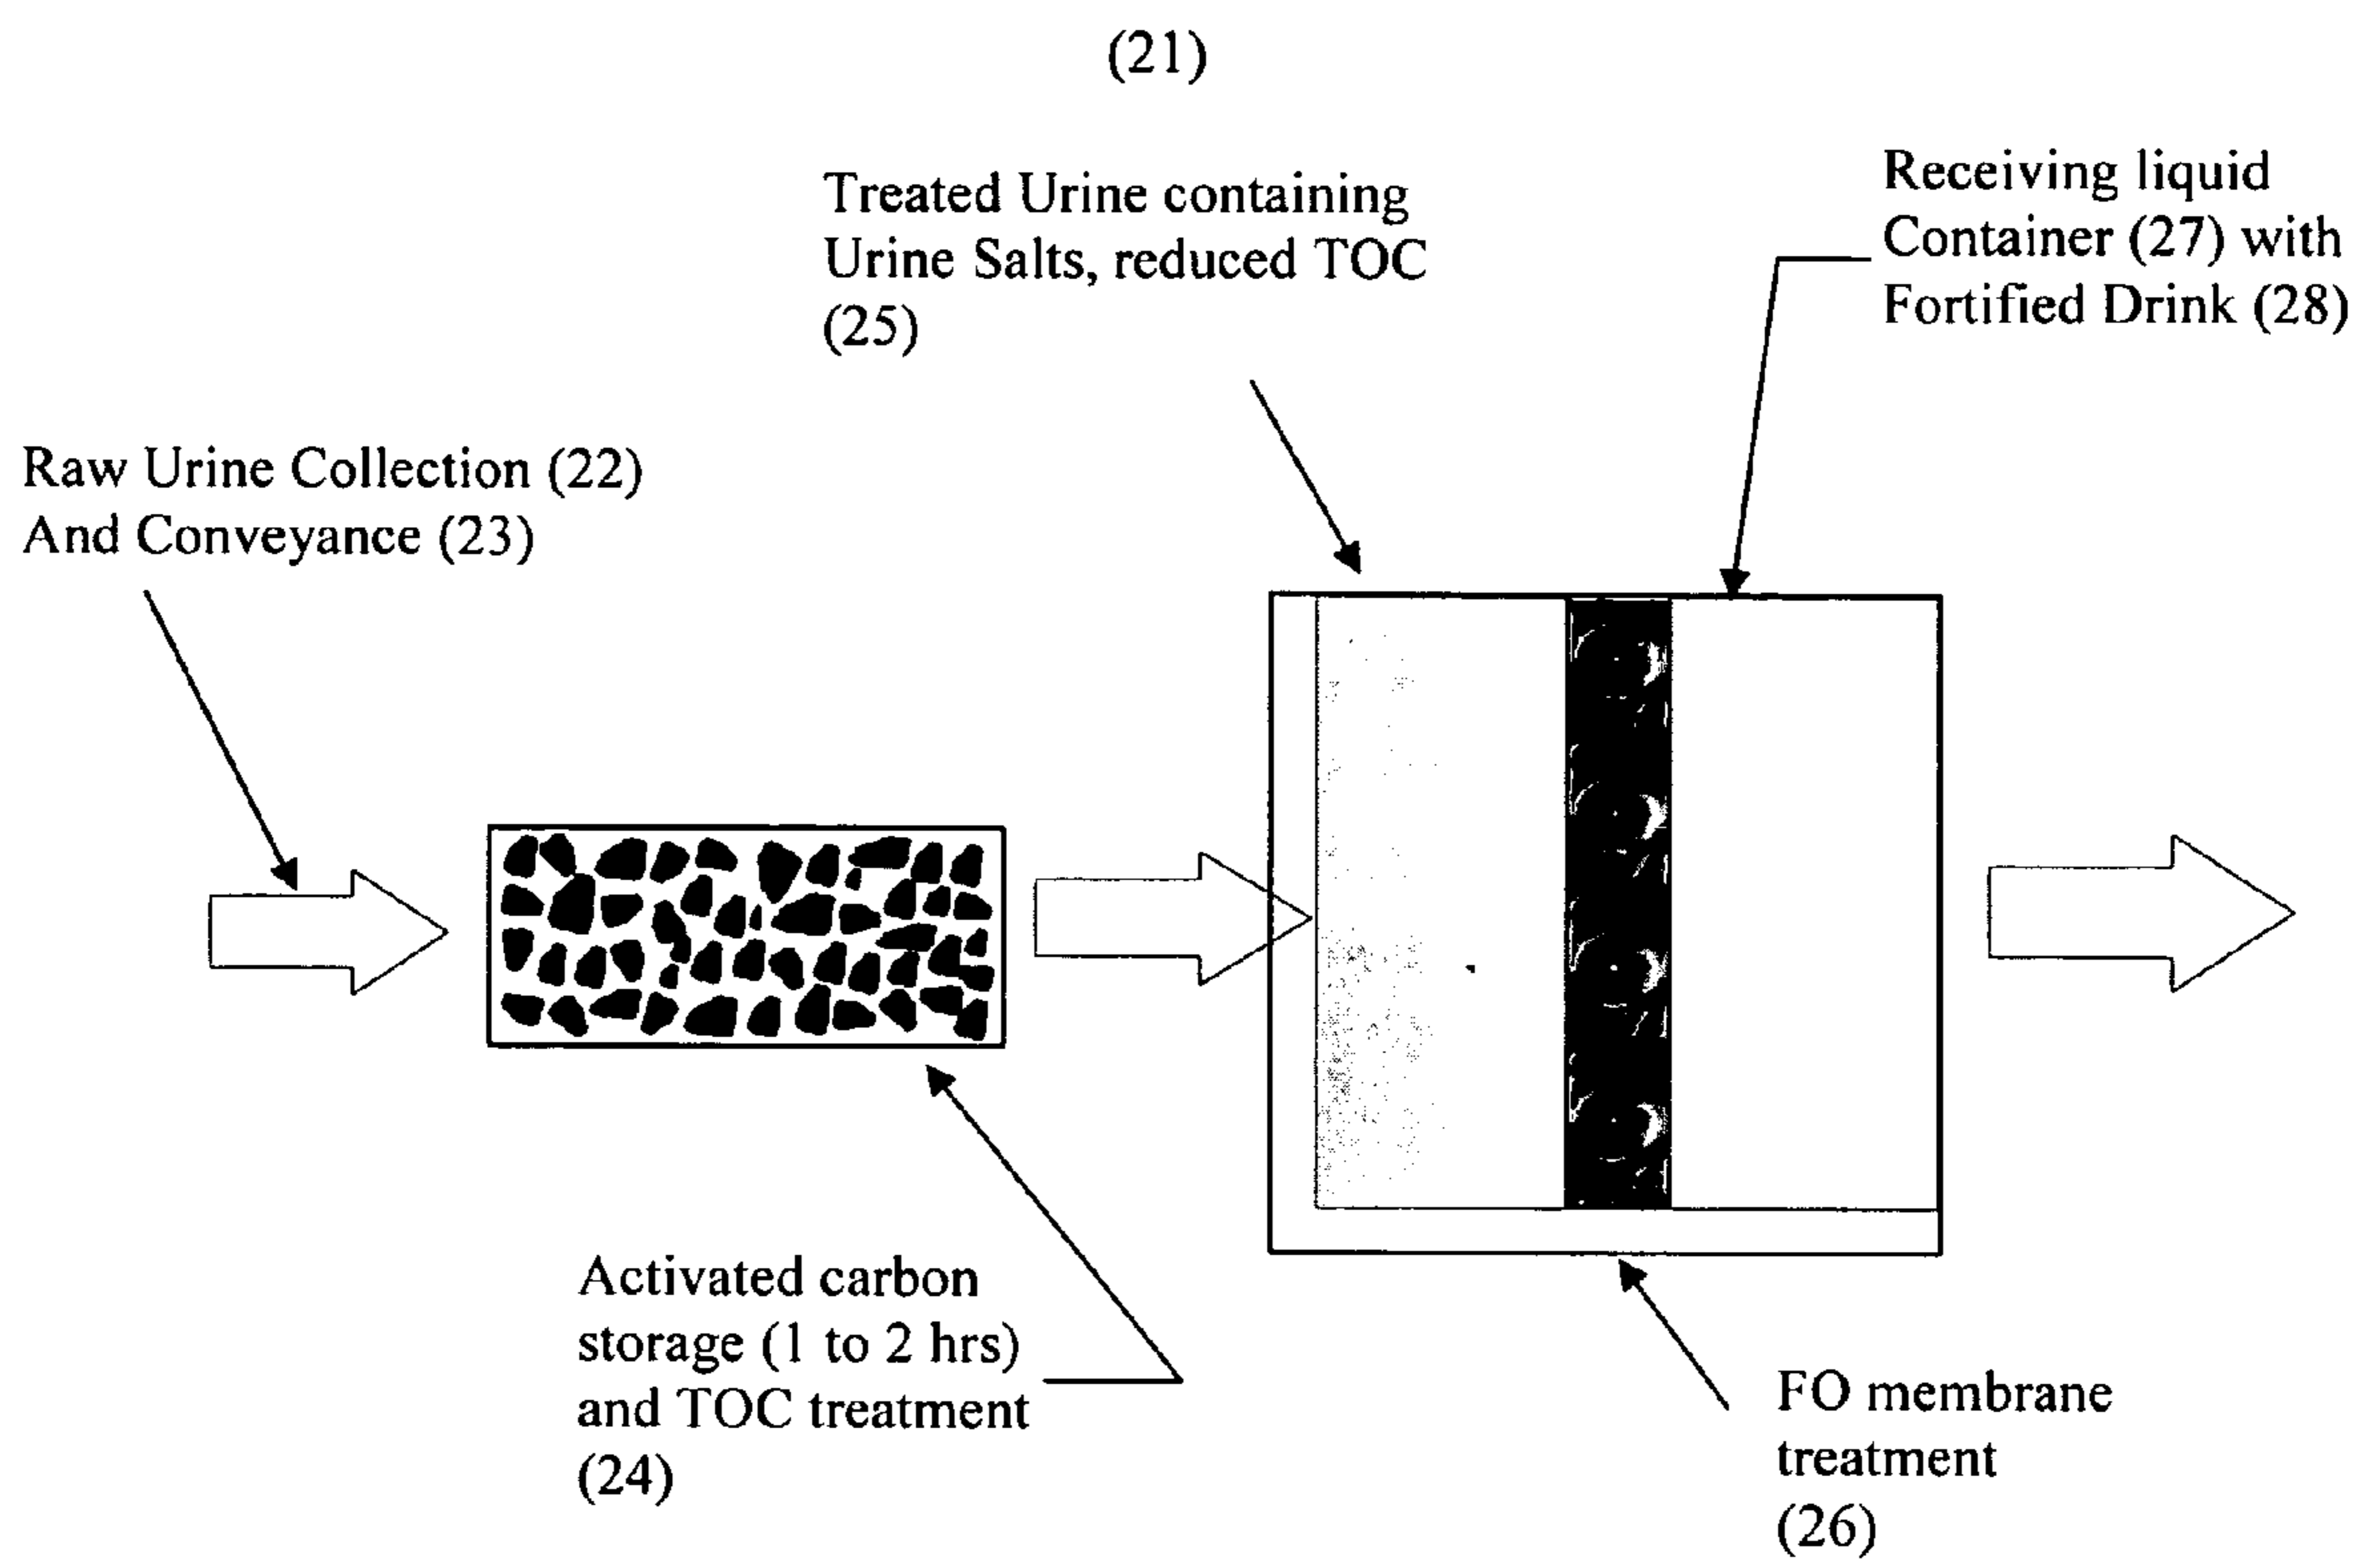 (21)
Treated Urine containing
Urine Salts, reduced TOC
(25)
Receiving liquid
Container (27) with
Fortified Drink (28)
Raw Urine Collection (22)
And Conveyance (23)
Activated carbon
storage (1 to 2 hrs)
and TOC treatment
(24)
FO membrane
treatment
(26)